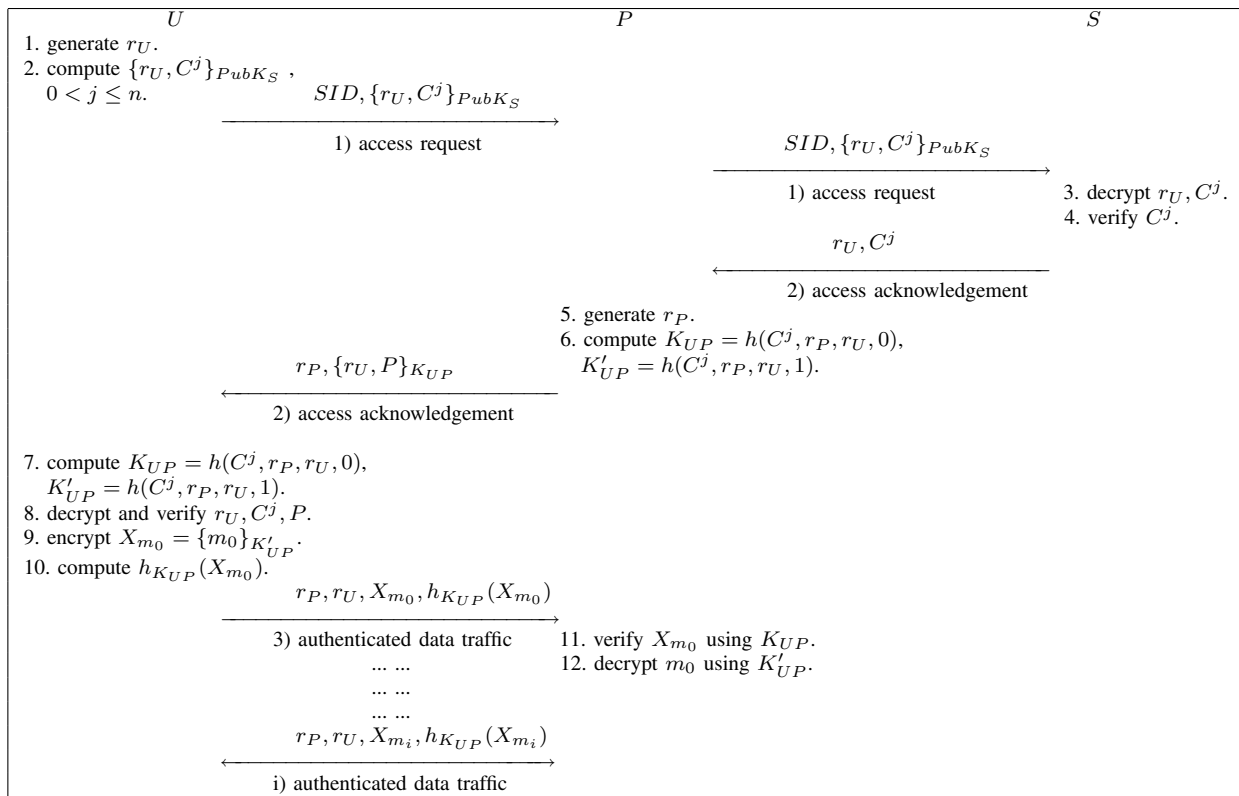 U P S
1. generate r_U.
2. compute {r_U, C^j}_{PubK_S} ,
0 < j ≤ n.
SID, {r_U, C^j}_{PubK_S}
1) access request
SID, {r_U, C^j}_{PubK_S}
1) access request
3. decrypt r_U, C^j.
4. verify C^j.
r_U, C^j
2) access acknowledgement
5. generate r_P.
6. compute K_{UP} = h(C^j, r_P, r_U, 0),
K'_{UP} = h(C^j, r_P, r_U, 1).
r_P, {r_U, P}_{K_{UP}}
2) access acknowledgement
7. compute K_{UP} = h(C^j, r_P, r_U, 0),
K'_{UP} = h(C^j, r_P, r_U, 1).
8. decrypt and verify r_U, C^j, P.
9. encrypt X_{m_0} = {m_0}_{K'_{UP}}.
10. compute h_{K_{UP}}(X_{m_0}).
r_P, r_U, X_{m_0}, h_{K_{UP}}(X_{m_0})
3) authenticated data traffic
11. verify X_{m_0} using K_{UP}.
12. decrypt m_0 using K'_{UP}.
... ...
... ...
... ...
r_P, r_U, X_{m_i}, h_{K_{UP}}(X_{m_i})
i) authenticated data traffic